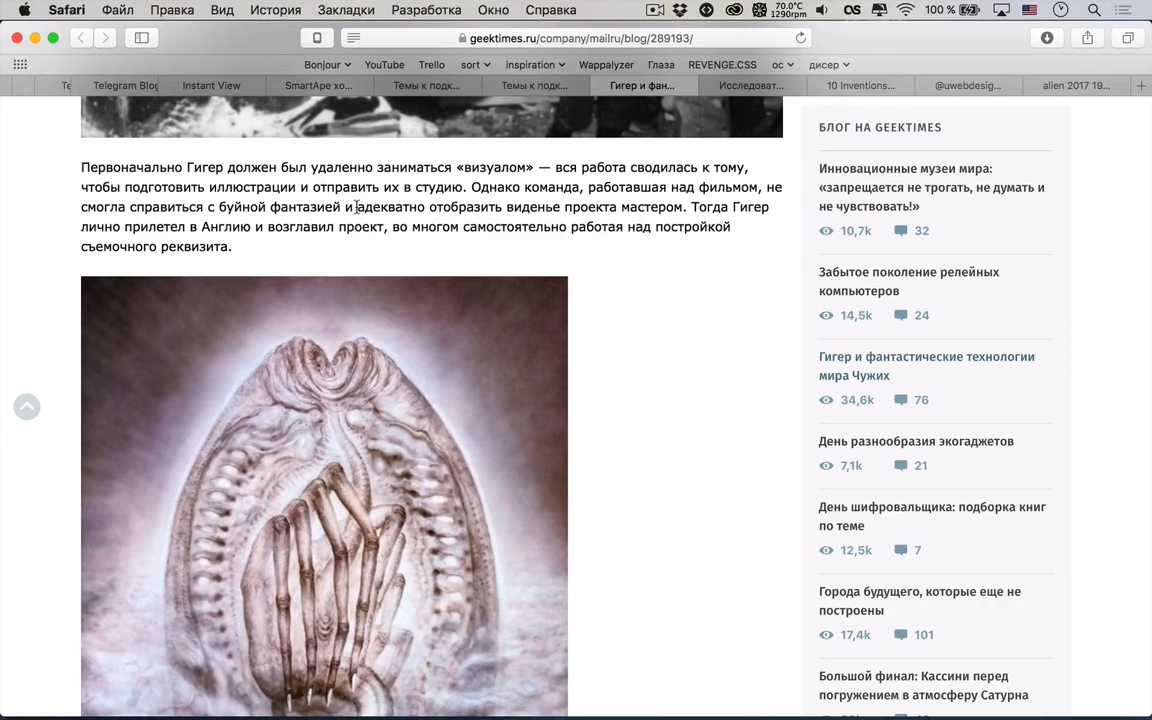 Safari Файл Правка Вид История Закладки Разработка Окно Справка 70.0°C 1290rpm 100 %
geektimes.ru/company/mailru/blog/289193/
Bonjour YouTube Trello sort inspiration Wappalyzer Глаза REVENGE.CSS ос дисер
Te Telegram Blog Instant View SmartApe хо... Темы к подк... Темы к подк... Гигер и фан... Исследоват... 10 Inventions... @uwebdesig... alien 2017 19...
Первоначально Гигер должен был удаленно заниматься «визуалом» — вся работа сводилась к тому,
чтобы подготовить иллюстрации и отправить их в студию. Однако команда, работавшая над фильмом, не
смогла справиться с буйной фантазией и адекватно отобразить виденье проекта мастером. Тогда Гигер
лично прилетел в Англию и возглавил проект, во многом самостоятельно работая над постройкой
съемочного реквизита.
БЛОГ НА GEEKTIMES
Инновационные музеи мира:
«запрещается не трогать, не думать и
не чувствовать!»
10,7k 32
Забытое поколение релейных
компьютеров
14,5k 24
Гигер и фантастические технологии
мира Чужих
34,6k 76
День разнообразия экогаджетов
7,1k 21
День шифровальщика: подборка книг
по теме
12,5k 7
Города будущего, которые еще не
построены
17,4k 101
Большой финал: Кассини перед
погружением в атмосферу Сатурна